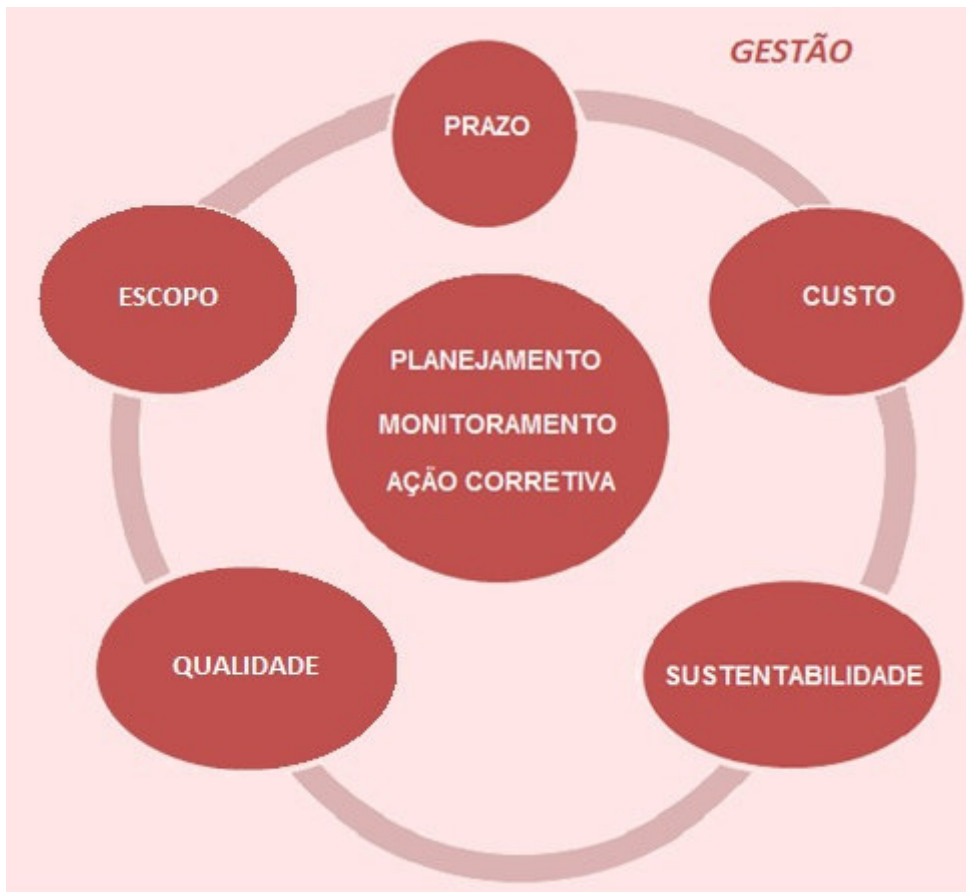 GESTÃO
PRAZO
ESCOPO
CUSTO
PLANEJAMENTO
MONITORAMENTO
AÇÃO CORRETIVA
QUALIDADE
SUSTENTABILIDADE